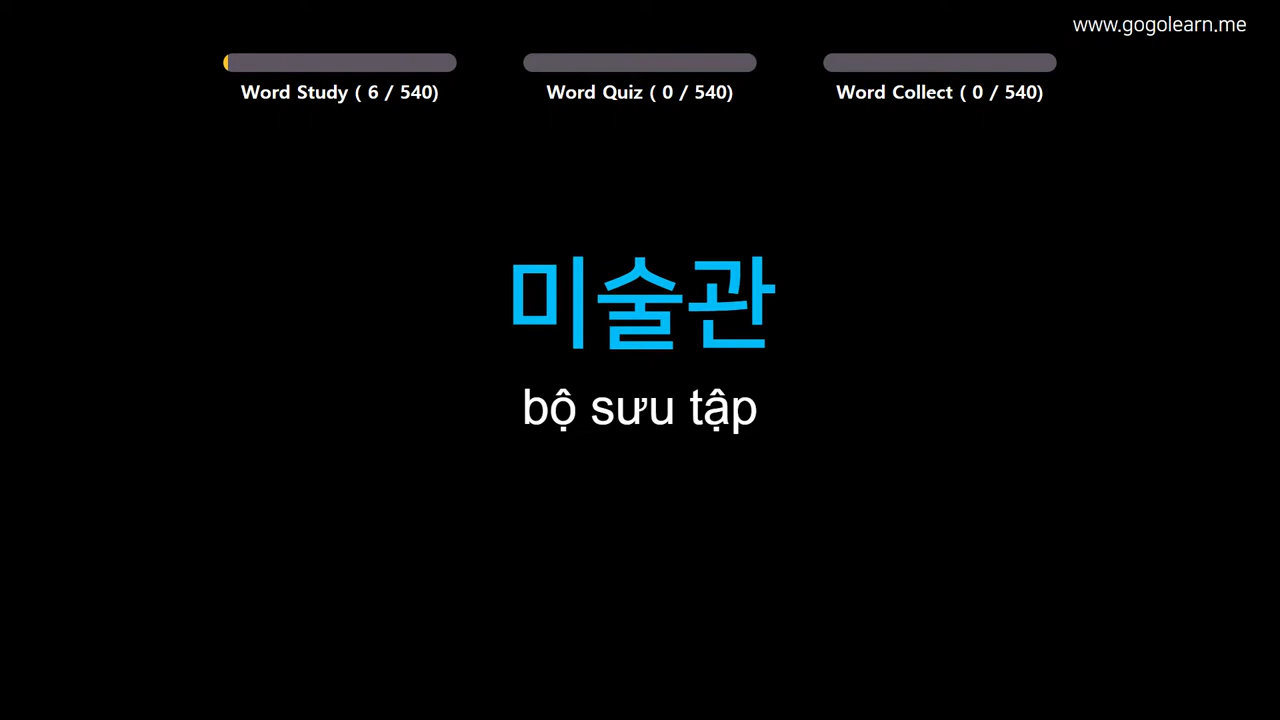 www.gogolearn.me
Word Study ( 6 / 540)
Word Quiz ( 0 / 540)
Word Collect ( 0 / 540)
미술관
bộ sưu tập